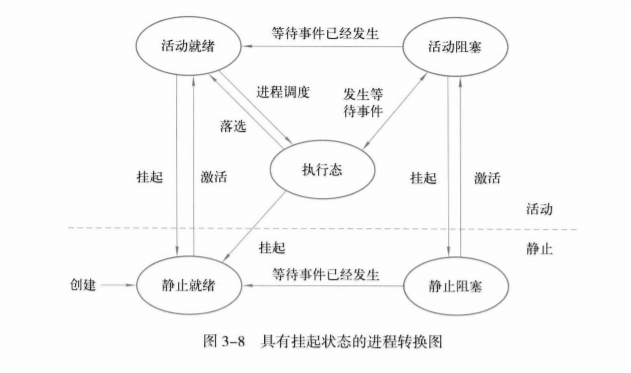 等待事件已经发生
活动就绪
活动阻塞
进程调度
发生等
待事件
落选
执行态
挂起
激活
挂起
激活
活动
挂起
静止
创建
静止就绪
等待事件已经发生
静止阻塞
图 3-8 具有挂起状态的进程转换图